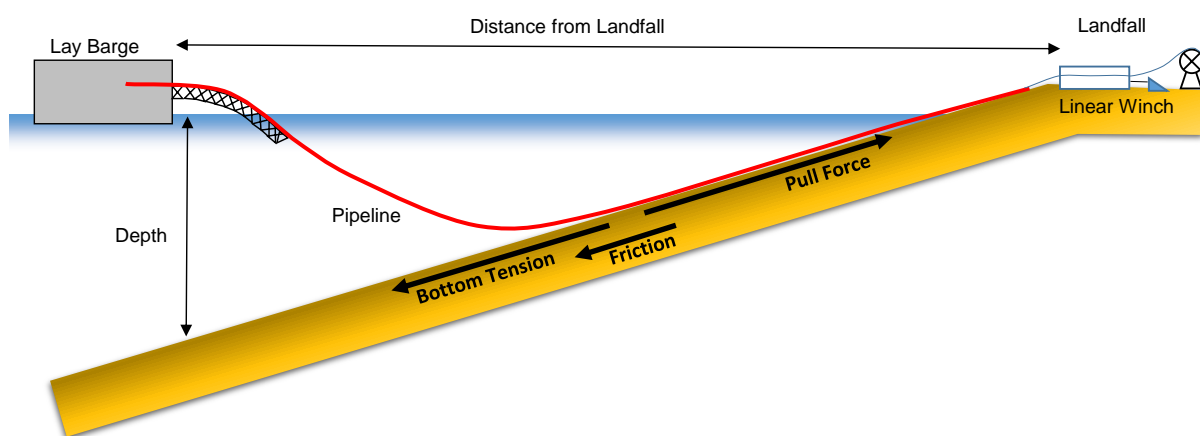 Distance from Landfall
Landfall
Lay Barge
Linear Winch
Pull Force
Pipeline
Depth
Friction
Bottom Tension